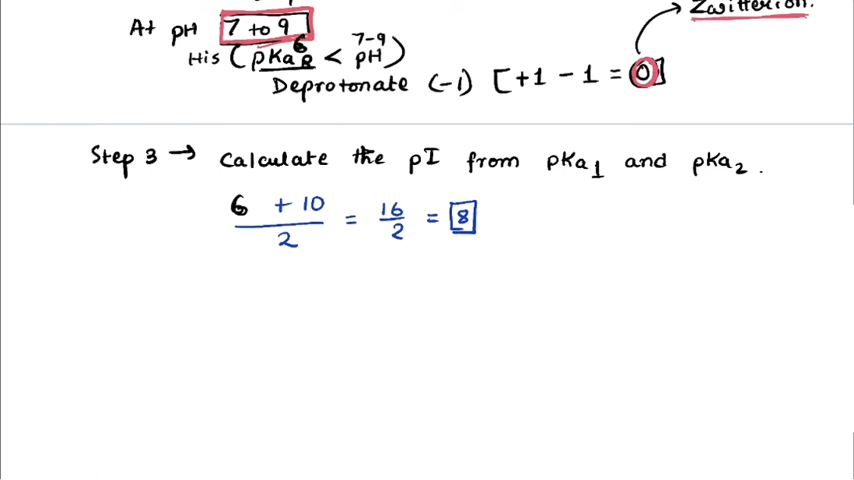 Zwitterion.
At pH 7 to 9
7-9
His (pKaR 6 < pH)
Deprotonate (-1) [+1 - 1 = 0]
Step 3 → Calculate the pI from pKa1 and pKa2.
6 + 10 / 2 = 16 / 2 = 8